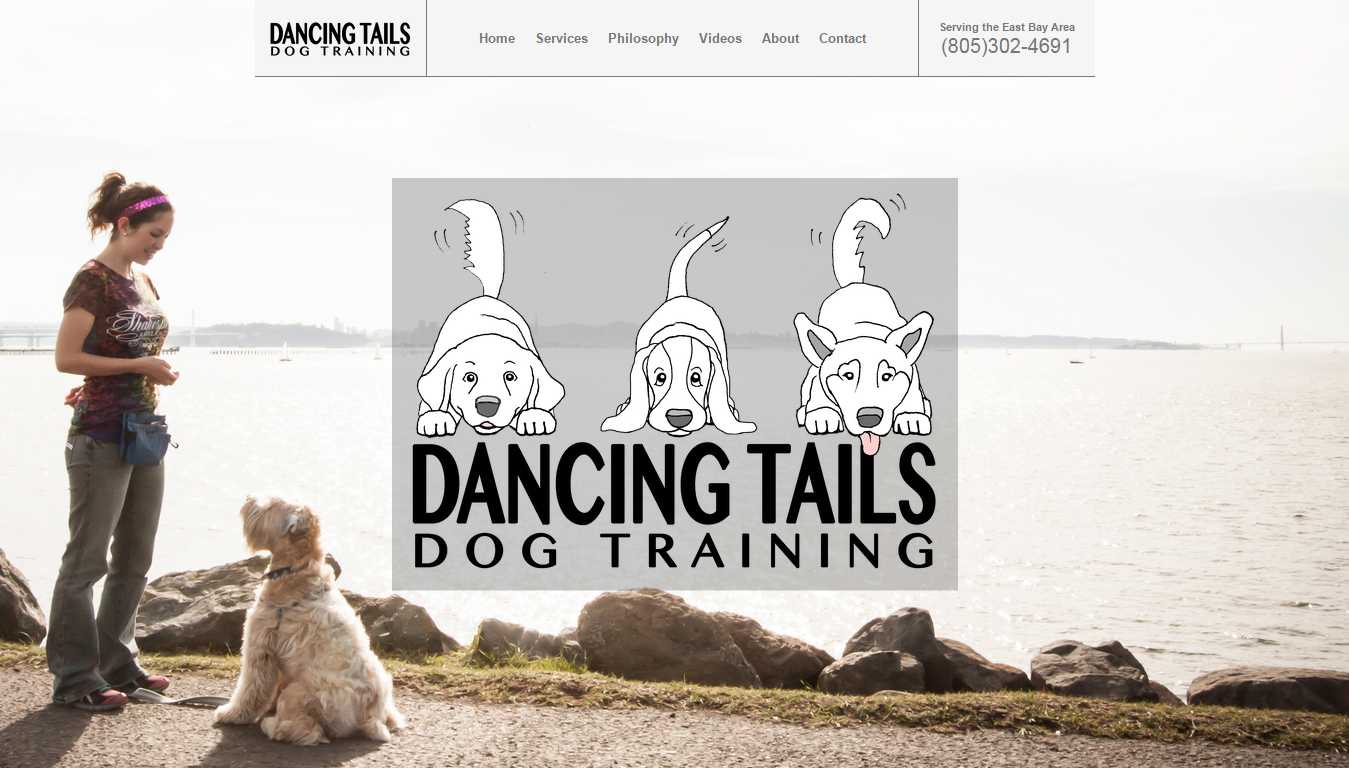 DANCING TAILS
DOG TRAINING
Home Services Philosophy Videos About Contact
Serving the East Bay Area
(805)302-4691
DANCING TAILS
DOG TRAINING